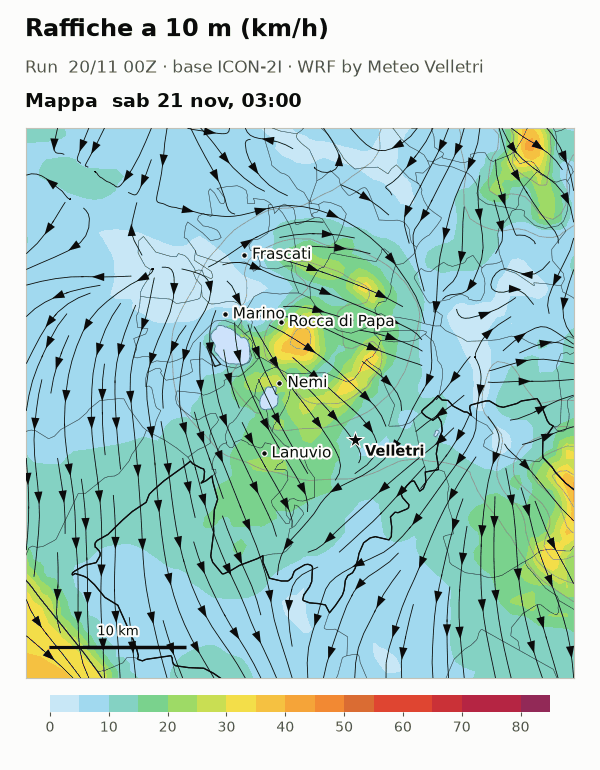 Raffiche a 10 m (km/h)
Run 20/11 00Z · base ICON-2I · WRF by Meteo Velletri
Mappa sab 21 nov, 03:00
Frascati
Marino
Rocca di Papa
Nemi
Velletri
Lanuvio
10 km
0 10 20 30 40 50 60 70 80